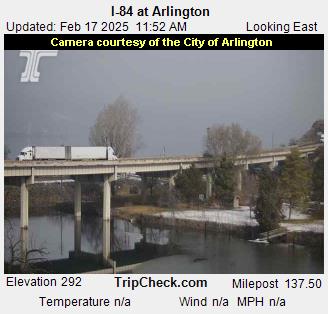 I-84 at Arlington
Updated: Feb 17 2025 11:52 AM Looking East
Camera courtesy of the City of Arlington
Elevation 292 TripCheck.com Milepost 137.50
Temperature n/a Wind n/a MPH n/a